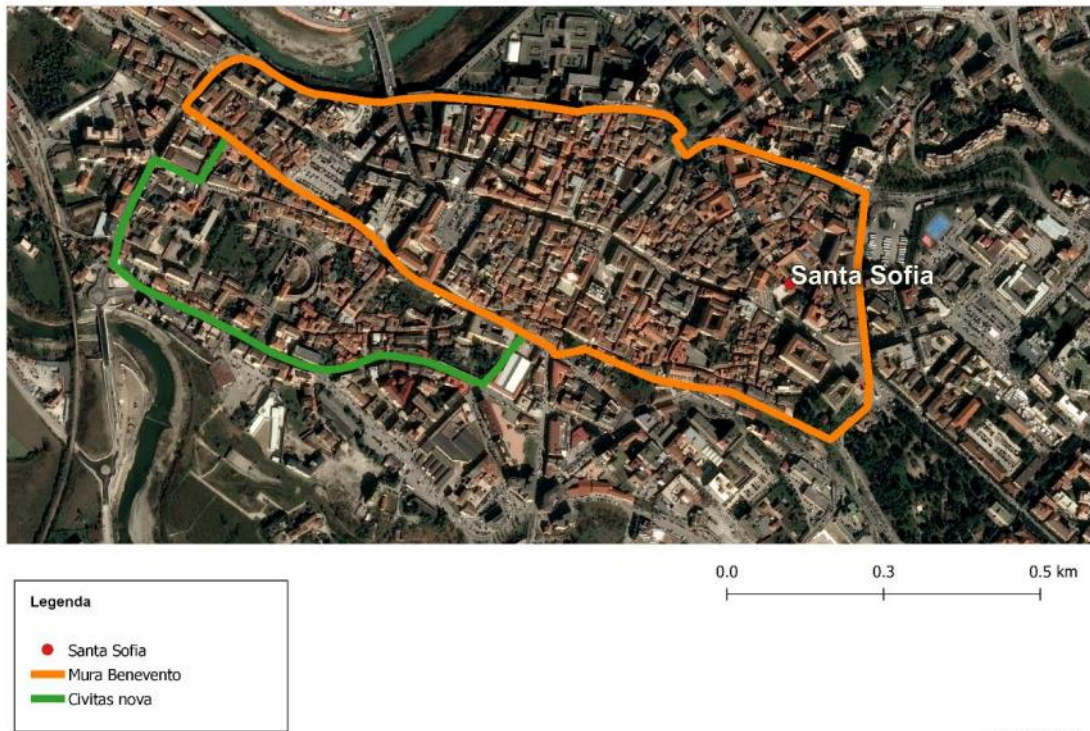 Santa Sofia
0.0 0.3 0.5 km
Legenda
Santa Sofia
Mura Benevento
Civitas nova